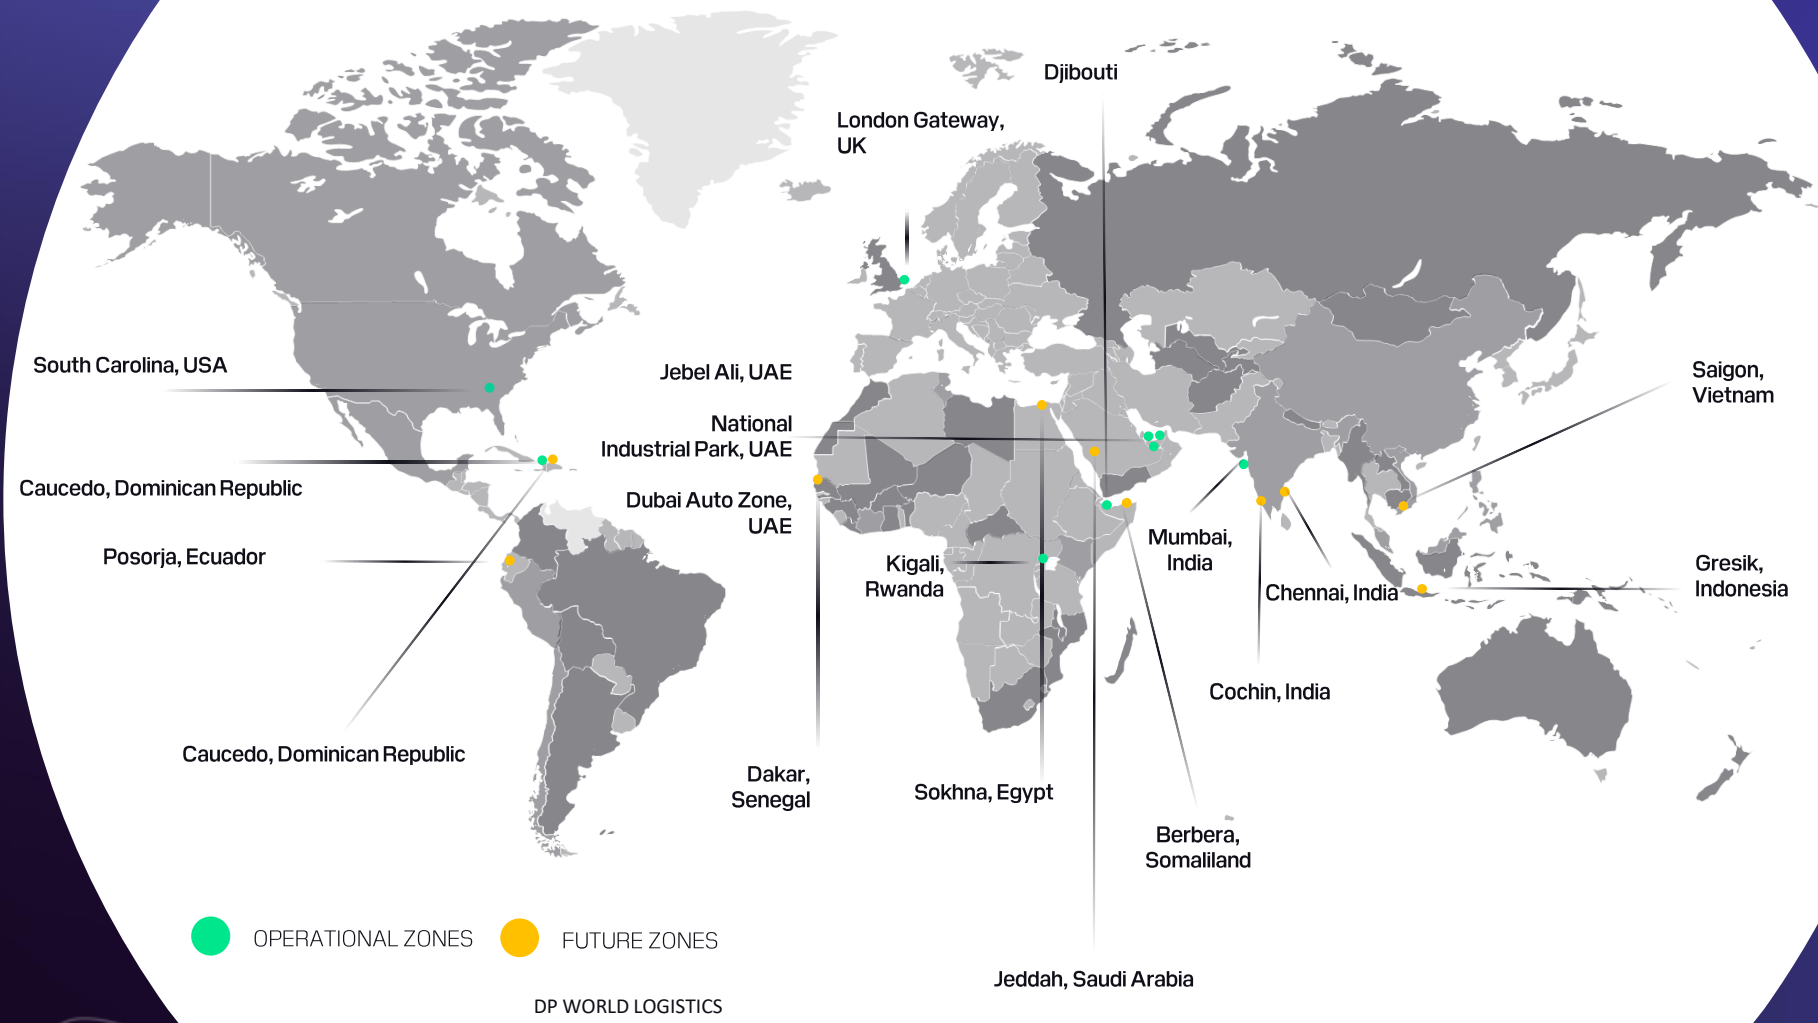 Djibouti
London Gateway,
UK
South Carolina, USA
Jebel Ali, UAE
Saigon,
Vietnam
National
Industrial Park, UAE
Caucedo, Dominican Republic
Dubai Auto Zone,
UAE
Mumbai,
India
Posorja, Ecuador
Kigali,
Rwanda
Chennai, India
Gresik,
Indonesia
Cochin, India
Caucedo, Dominican Republic
Dakar,
Senegal
Sokhna, Egypt
Berbera,
Somaliland
OPERATIONAL ZONES
FUTURE ZONES
Jeddah, Saudi Arabia
DP WORLD LOGISTICS